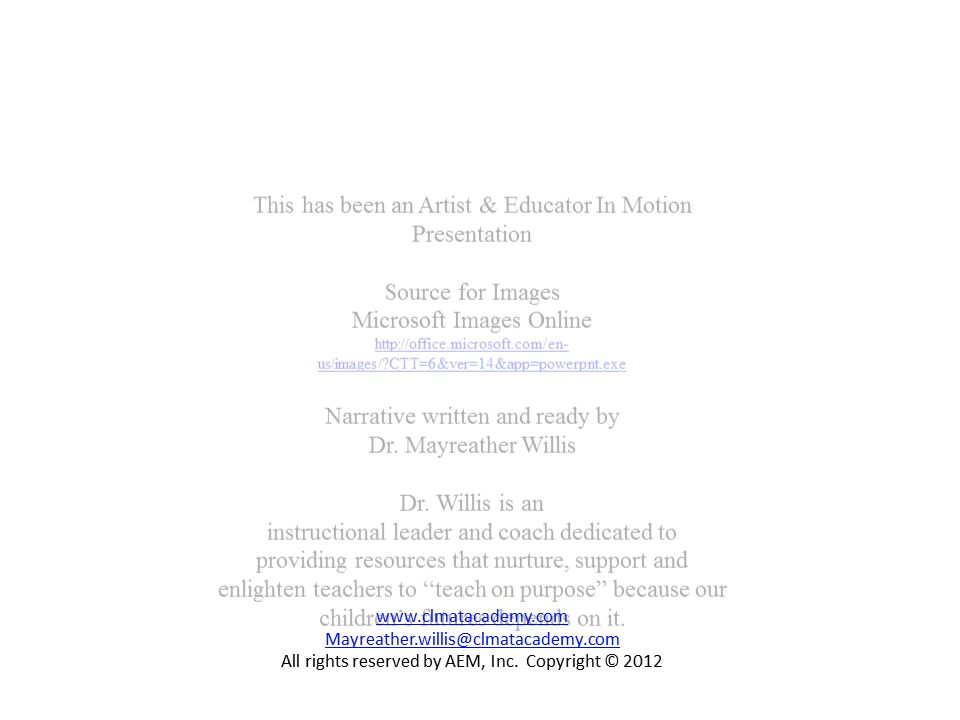 This has been an Artist & Educator In Motion
Presentation
Source for Images
Microsoft Images Online
http://office.microsoft.com/en-
us/images/?CTT=6&ver=14&app=powerpnt.exe
Narrative written and ready by
Dr. Mayreather Willis
Dr. Willis is an
instructional leader and coach dedicated to
providing resources that nurture, support and
enlighten teachers to “teach on purpose” because our
children’s depends on it.
www.clmatacademy.com
Mayreather.willis@clmatacademy.com
All rights reserved by AEM, Inc. Copyright © 2012